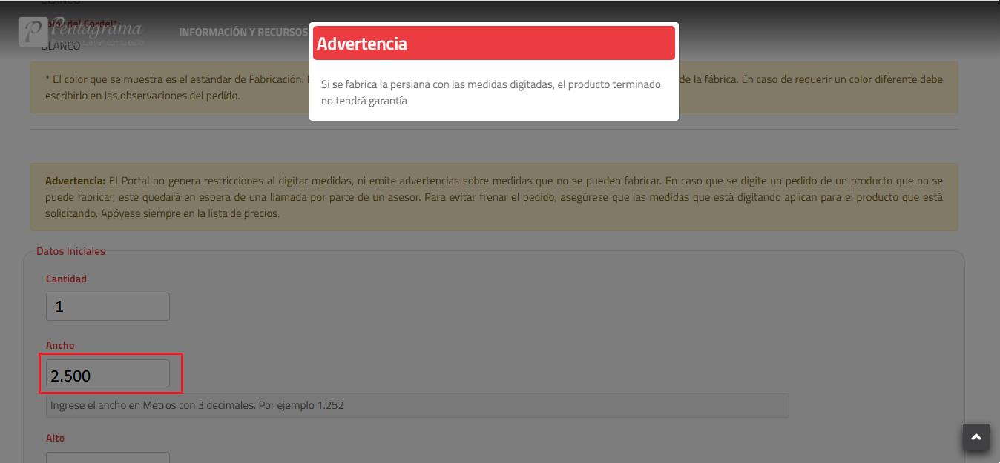 BLANCO
Color del Cordel*:
Pentagrama
INFORMACIÓN Y RECURSOS
BLANCO
Advertencia
Si se fabrica la persiana con las medidas digitadas, el producto terminado
no tendrá garantía
* El color que se muestra es el estándar de Fabricación.
de la fábrica. En caso de requerir un color diferente debe
escribirlo en las observaciones del pedido.
Advertencia: El Portal no genera restricciones al digitar medidas, ni emite advertencias sobre medidas que no se pueden fabricar. En caso que se digite un pedido de un producto que no se
puede fabricar, este quedará en espera de una llamada por parte de un asesor. Para evitar frenar el pedido, asegúrese que las medidas que está digitando aplican para el producto que está
solicitando. Apóyese siempre en la lista de precios.
Datos Iniciales
Cantidad
1
Ancho
2.500
Ingrese el ancho en Metros con 3 decimales. Por ejemplo 1.252
Alto